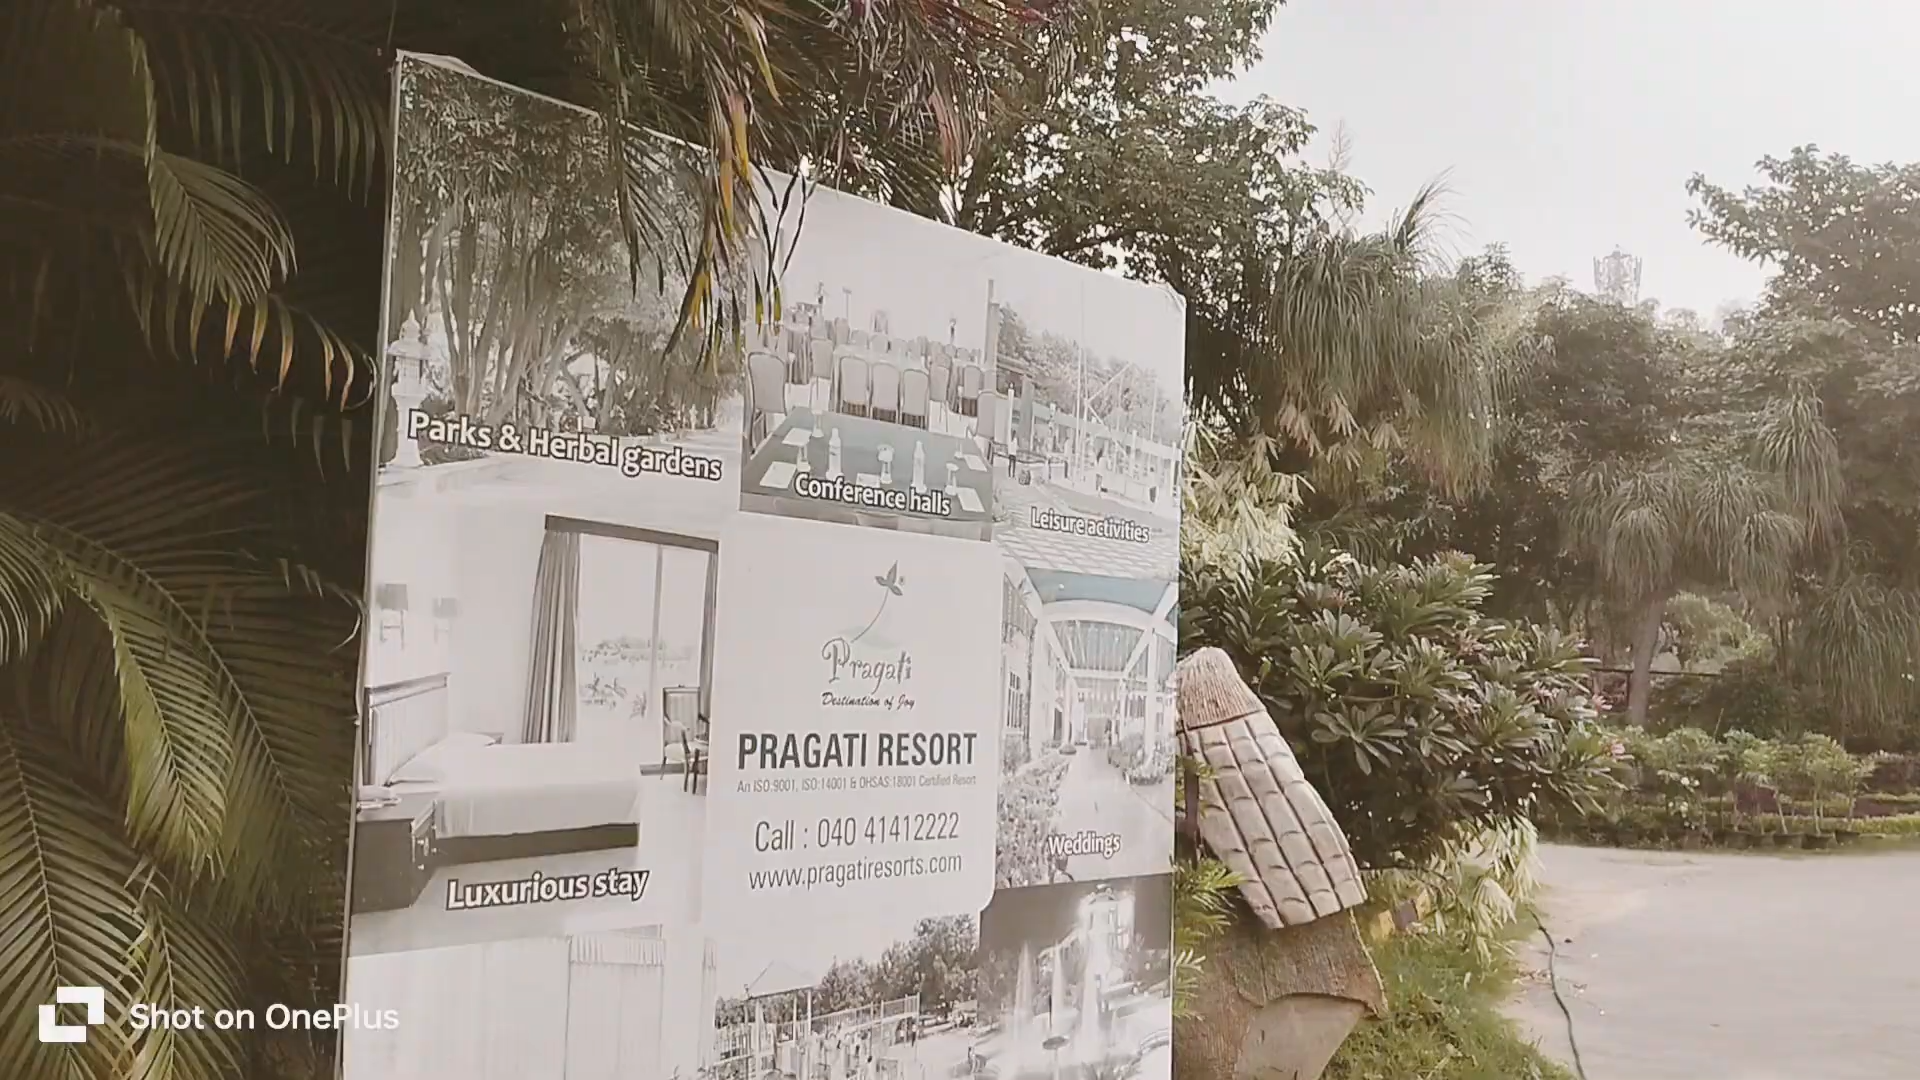 Parks & Herbal gardens
Conference halls
Leisure activities
Pragati
Destination of Joy
PRAGATI RESORT
An ISO:9001, ISO:14001 & OHSAS:18001 Certified Resort
Call : 040 41412222
www.pragatiresorts.com
Weddings
Luxurious stay
Shot on OnePlus